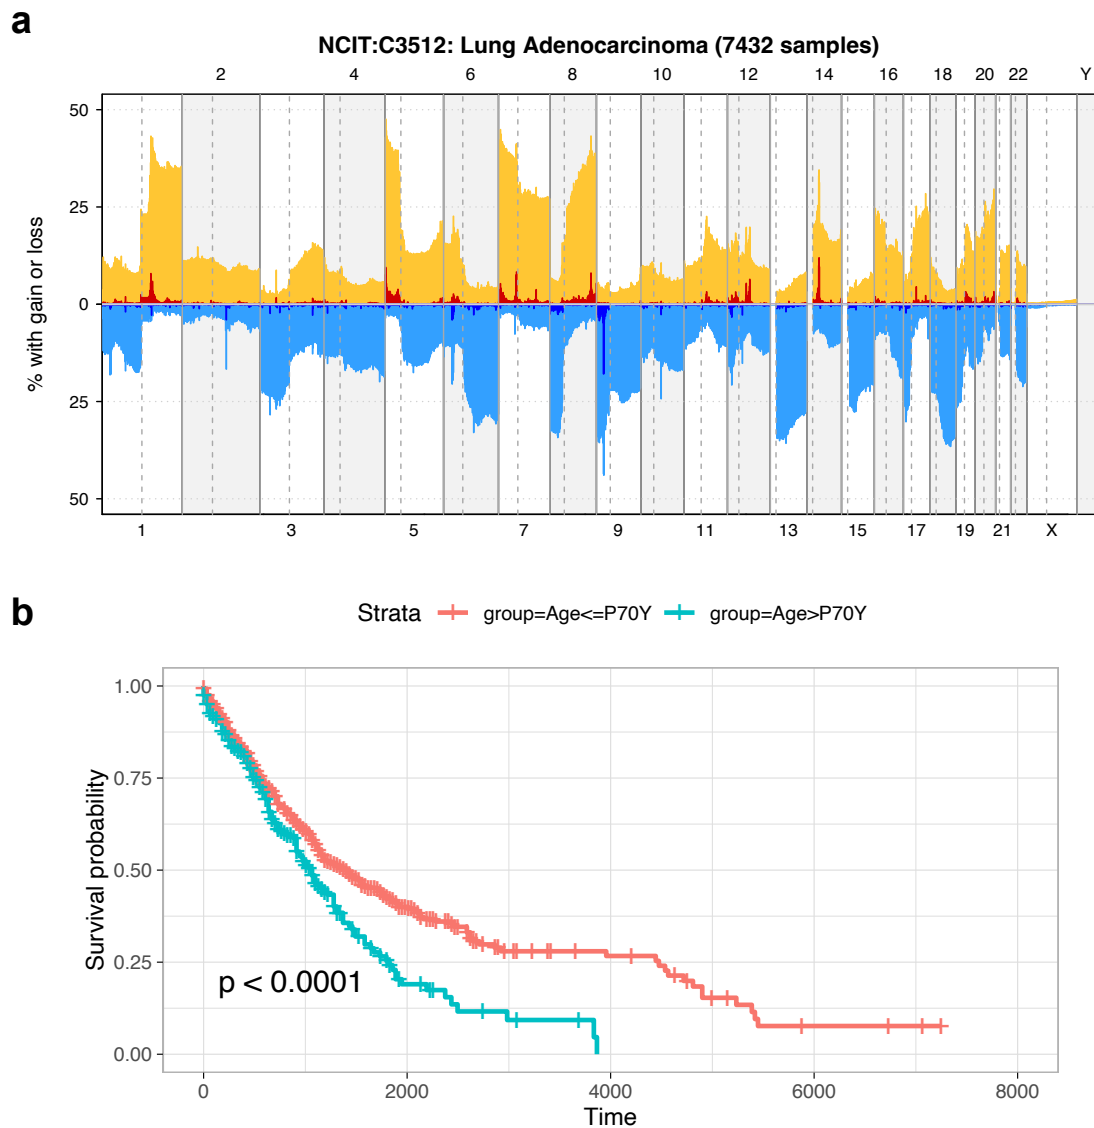 a
NCIT:C3512: Lung Adenocarcinoma (7432 samples)
2 4 6 8 10 12 14 16 18 20 22 Y
50
25
0
25
50
% with gain or loss
1 3 5 7 9 11 13 15 17 19 21 X
b
Strata group=Age<=P70Y group=Age>P70Y
1.00
0.75
0.50
0.25
0.00
Survival probability
p < 0.0001
0 2000 4000 6000 8000
Time